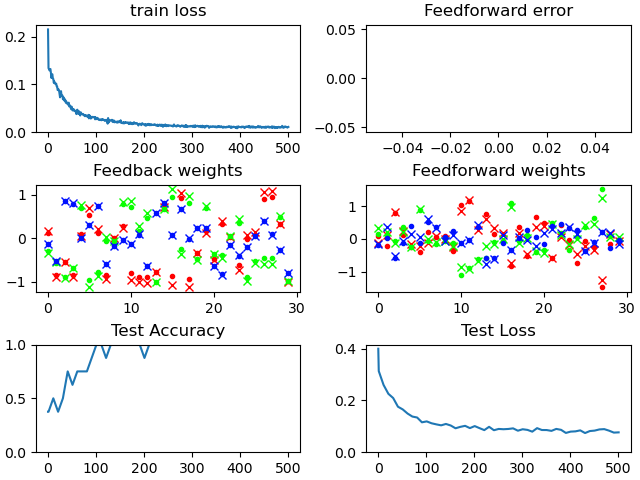 train loss
0.2
0.1
0.0
0 100 200 300 400 500
Feedforward error
0.05
0.00
−0.05
−0.04 −0.02 0.00 0.02 0.04
Feedback weights
1
0
−1
0 10 20 30
Feedforward weights
1
0
−1
0 10 20 30
Test Accuracy
1.0
0.5
0.0
0 100 200 300 400 500
Test Loss
0.4
0.2
0.0
0 100 200 300 400 500